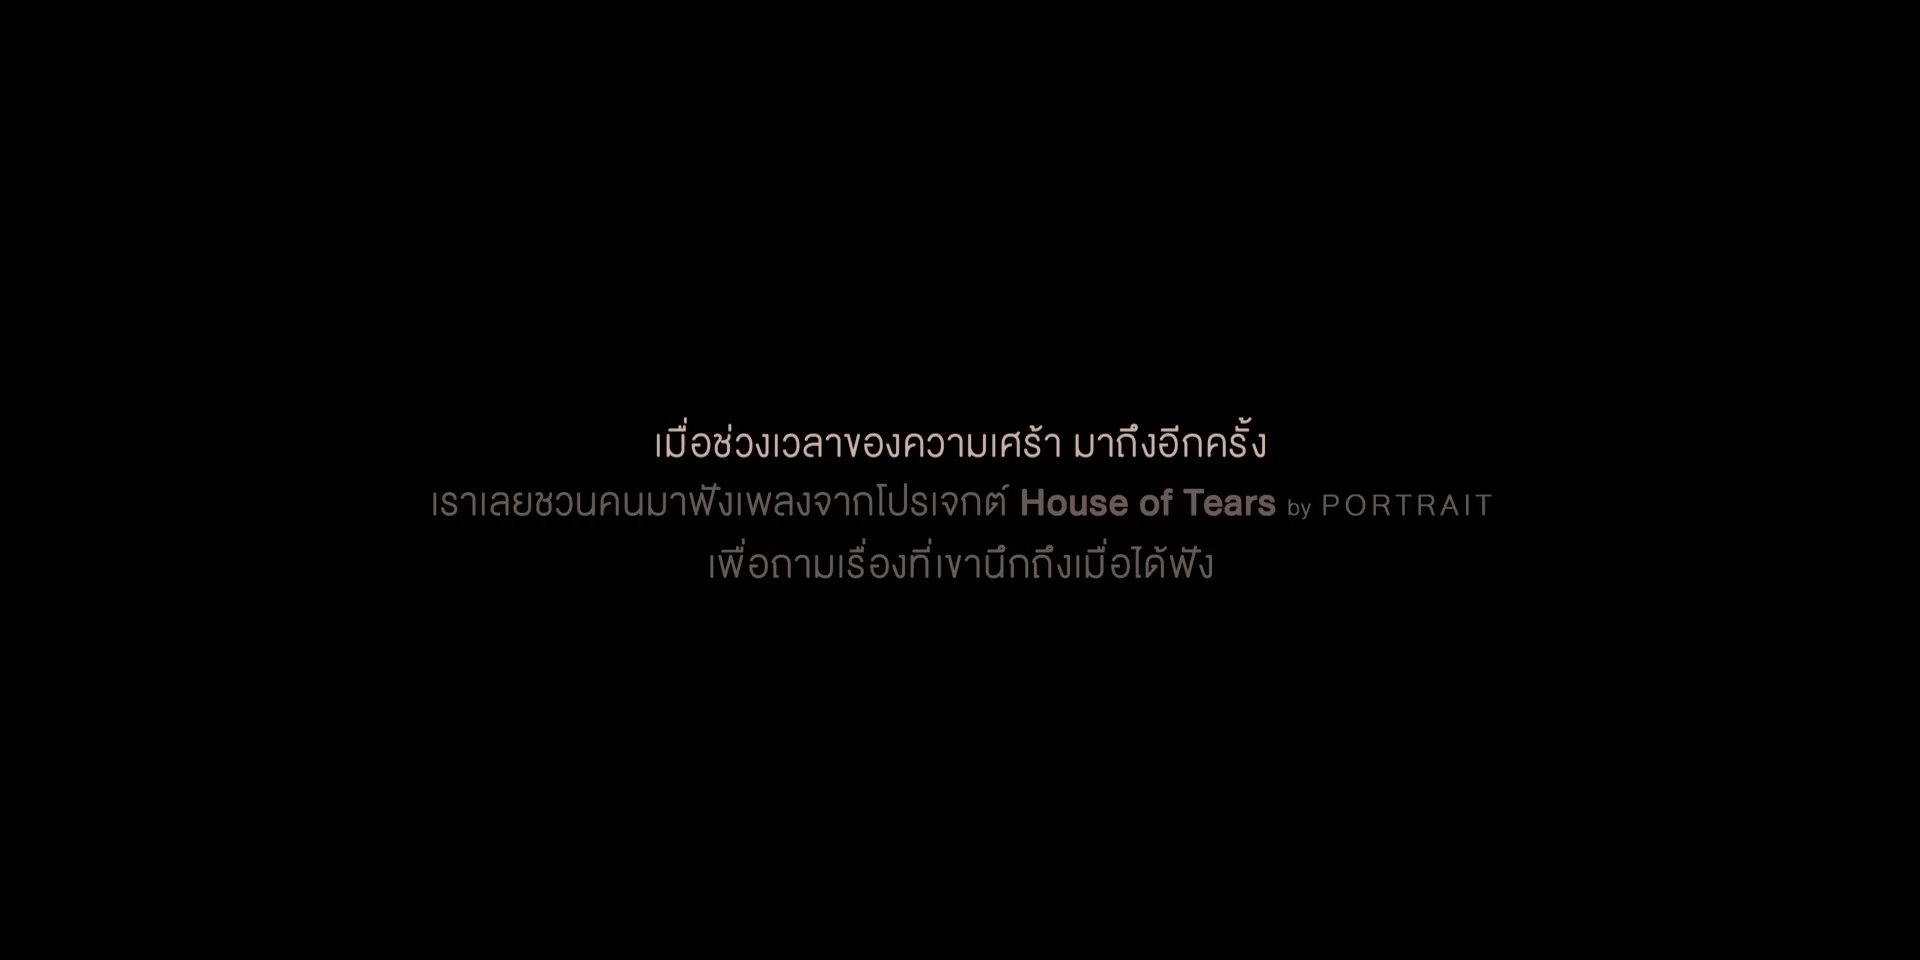 เมื่อช่วงเวลาของความเศร้า มาถึงอีกครั้ง
เราเลยชวนคนมาฟังเพลงจากโปรเจกต์ House of Tears by PORTRAIT
เพื่อถามเรื่องที่เขานึกถึงเมื่อได้ฟัง